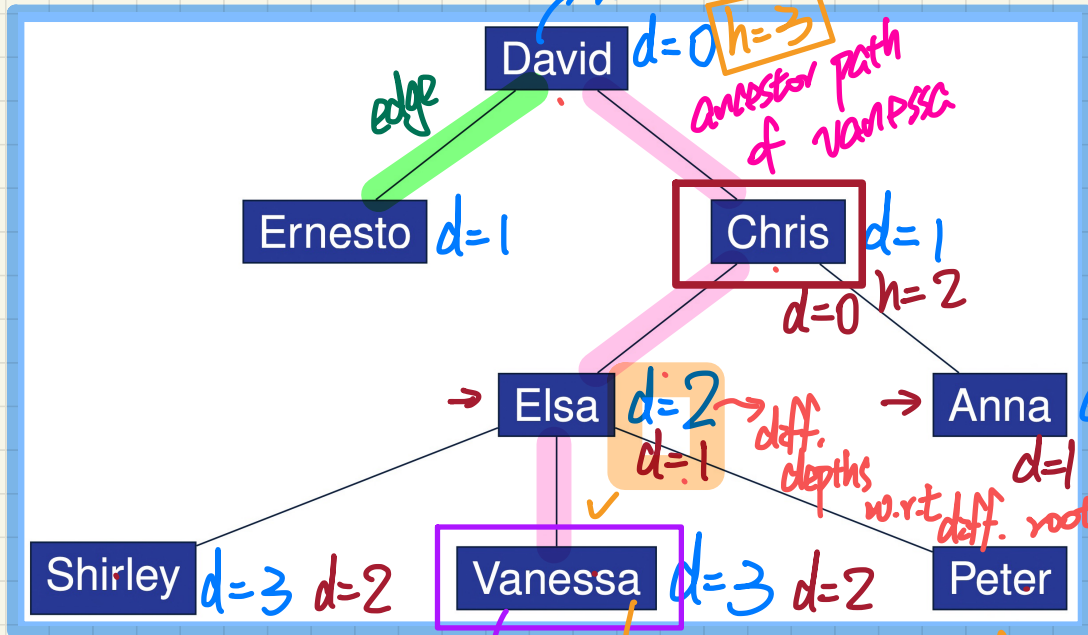 David d=0 h=3
edge
ancestor path
of vanessa
Ernesto d=1
Chris d=1
d=0 h=2
Elsa d=2
d=1
diff.
depths
w.r.t diff.
Anna
d=1
Shirley d=3 d=2
Vanessa d=3 d=2
Peter